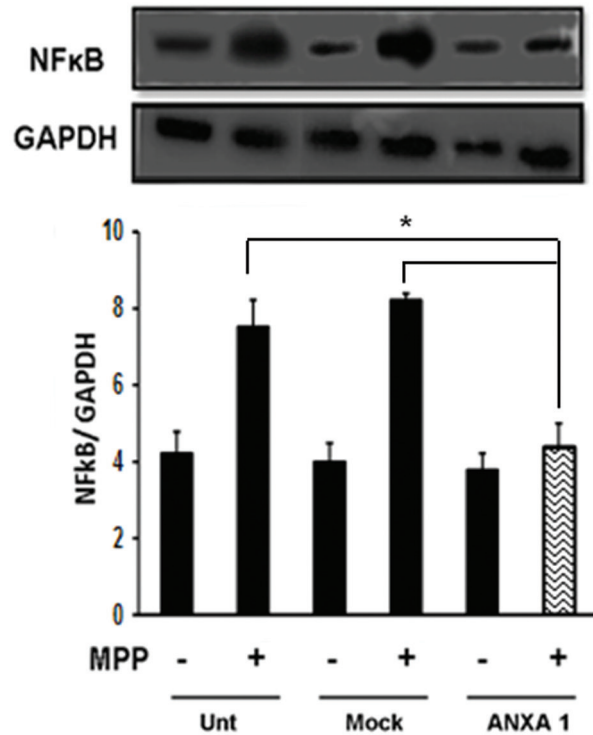 NFκB
GAPDH
*
10
8
6
4
2
0
NFkB/ GAPDH
MPP - + - + - +
Unt Mock ANXA 1